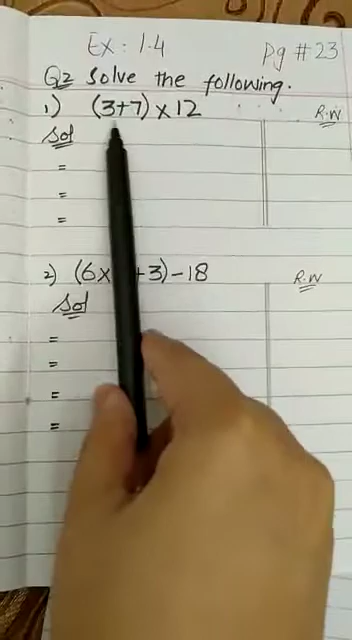 Ex: 1.4 pg # 23
Q2 Solve the following.
1) (3+7) x 12 R.W
Sol
=
=
=
2) (6x +3) - 18 R.W
Sol
=
=
=
=